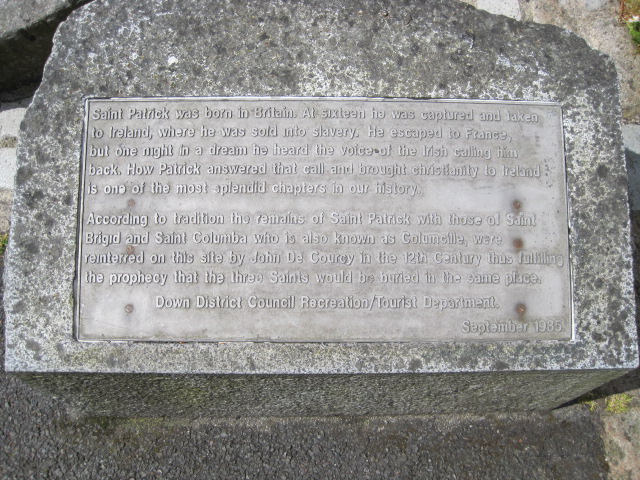 Saint Patrick was born in Britain. At sixteen he was captured and taken
to Ireland, where he was sold into slavery. He escaped to France,
but one night in a dream he heard the voice of the Irish calling him
back. How Patrick answered that call and brought christianity to Ireland
is one of the most splendid chapters in our history.
According to tradition the remains of Saint Patrick with those of Saint
Brigid and Saint Columba who is also known as Columcille, were
reinterred on this site by John De Courcy in the 12th Century thus fulfilling
the prophecy that the three Saints would be buried in the same place.
Down District Council Recreation/Tourist Department.
September 1985.